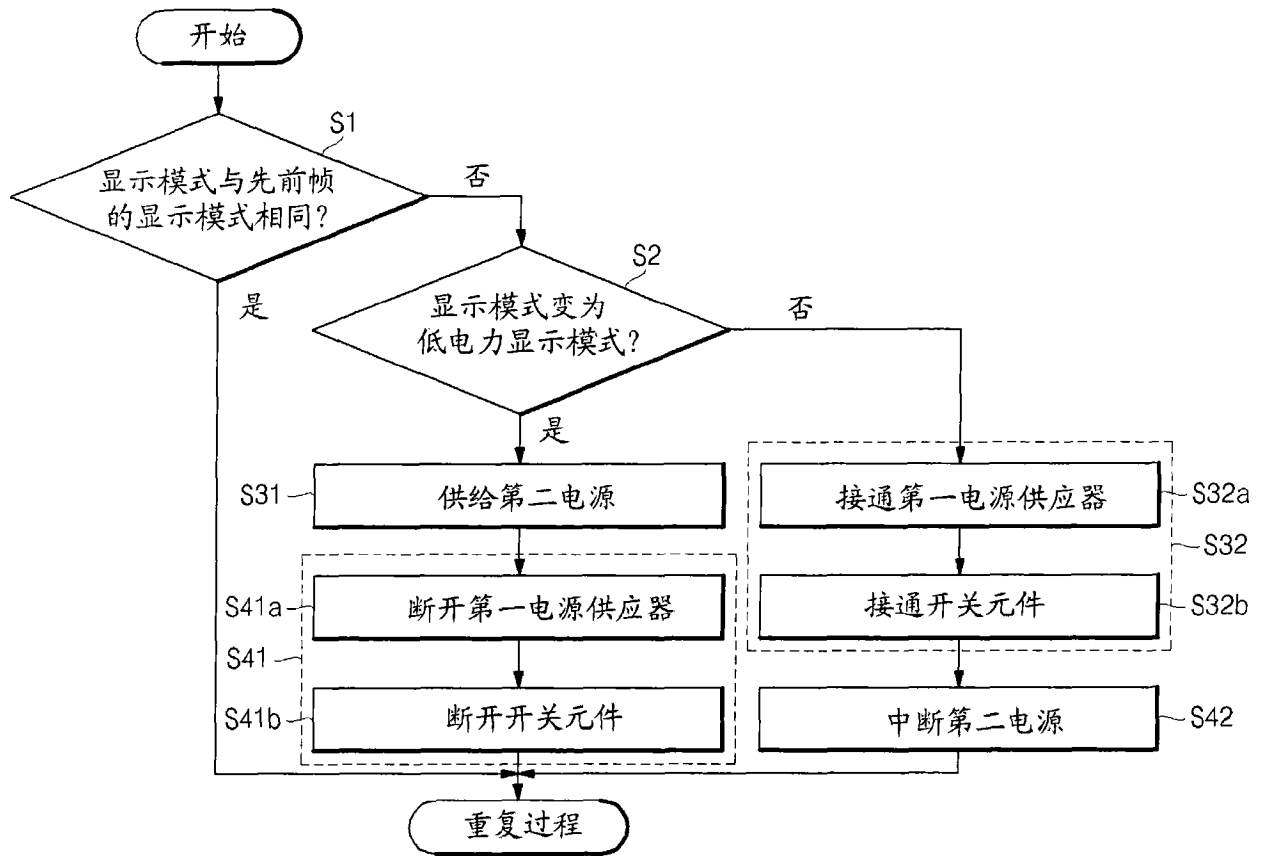 开始
S1
显示模式与先前帧
的显示模式相同?
否
是
S2
显示模式变为
低电力显示模式?
否
是
S31
供给第二电源
接通第一电源供应器
S32a
S32
S41a
断开第一电源供应器
接通开关元件
S32b
S41
S41b
断开开关元件
中断第二电源
S42
重复过程